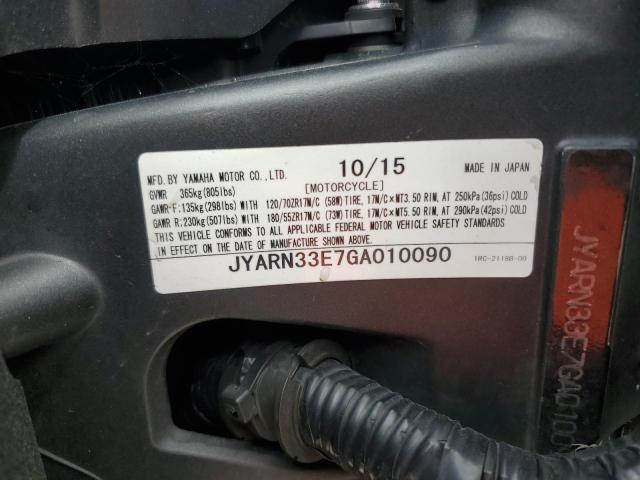 MFD. BY YAMAHA MOTOR CO., LTD. 10/15 MADE IN JAPAN
GVWR 365kg(805lbs) [MOTORCYCLE]
GAWR-F:135kg(298lbs) WITH 120/70ZR17M/C (58W) TIRE, 17M/C×MT3.50 RIM, AT 250kPa(36psi) COLD
GAWR R:230kg(507lbs) WITH 180/55ZR17M/C (73W) TIRE, 17M/C×MT5.50 RIM, AT 290kPa(42psi) COLD
THIS VEHICLE CONFORMS TO ALL APPLICABLE FEDERAL MOTOR VEHICLE SAFETY STANDARDS
IN EFFECT ON THE DATE OF MANUFACTURE SHOWN ABOVE.
JYARN33E7GA010090 1RC-2118B-00
JYARN33E7GA0100